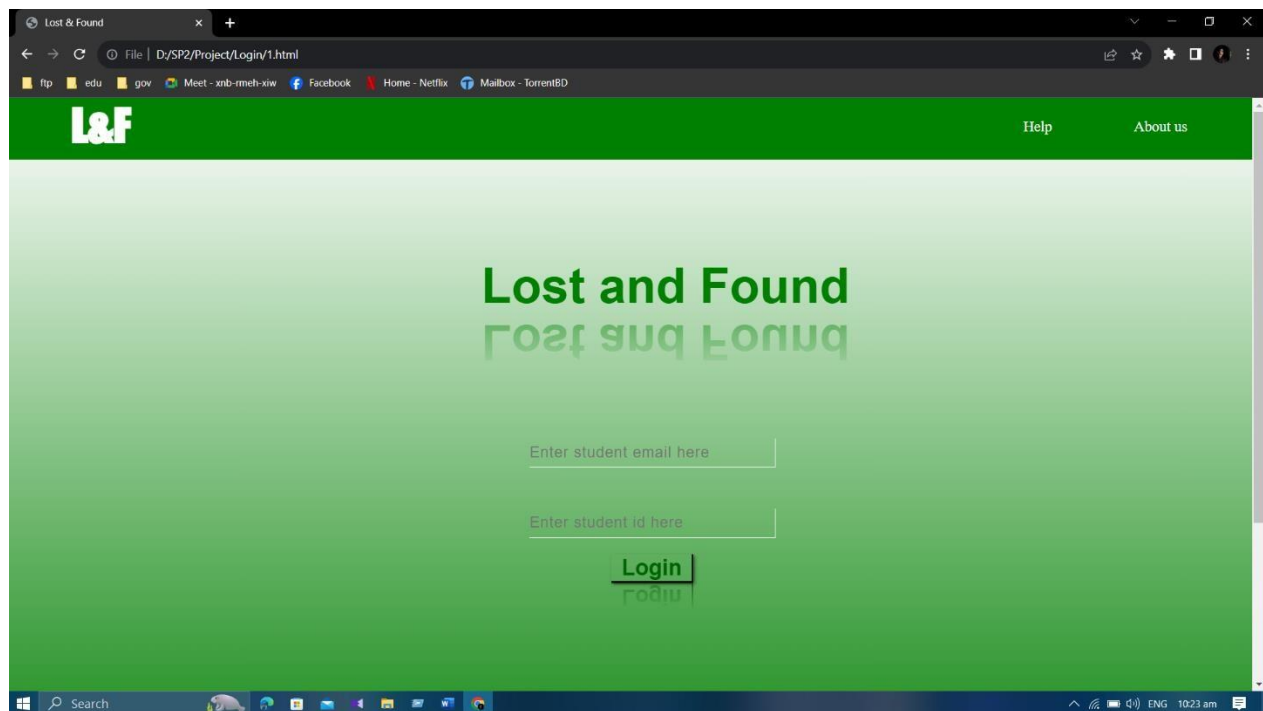 Lost & Found
File | D:/SP2/Project/Login/1.html
ftp edu gov Meet - xnb-rmeh-xiw Facebook Home - Netflix Mailbox - TorrentBD
L&F Help About us
Lost and Found
Lost and Found
Enter student email here
Enter student id here
Login
Login
Search ENG 10:23 am